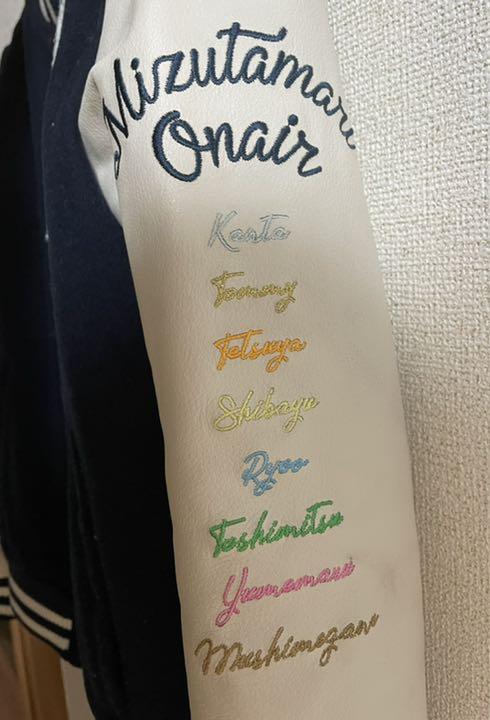 Mizutamari
Onair
Kanta
Tommy
Tetsuya
Shibayu
Ryoo
Toshimitsu
Yumemaru
Mushimegane